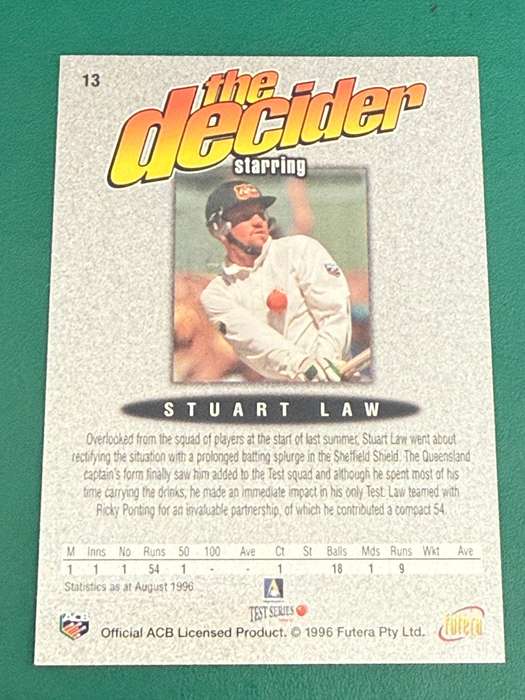 13
the
decider
starring
STUART LAW
Overlooked from the squad of players at the start of last summer, Stuart Law went about
rectifying the situation with a prolonged batting splurge in the Sheffield Shield. The Queensland
captain's form finally saw him added to the Test squad and although he spent most of his
time carrying the drinks, he made an immediate impact in his only Test. Law teamed with
Ricky Ponting for an invaluable partnership, of which he contributed a compact 54.
M Inns No Runs 50 100 Ave Ct St Balls Mds Runs Wkt Ave
1 1 1 54 1 - - 1 18 1 9
Statistics as at August 1996
TEST SERIES
ACB
Official ACB Licensed Product. © 1996 Futera Pty Ltd.
futera